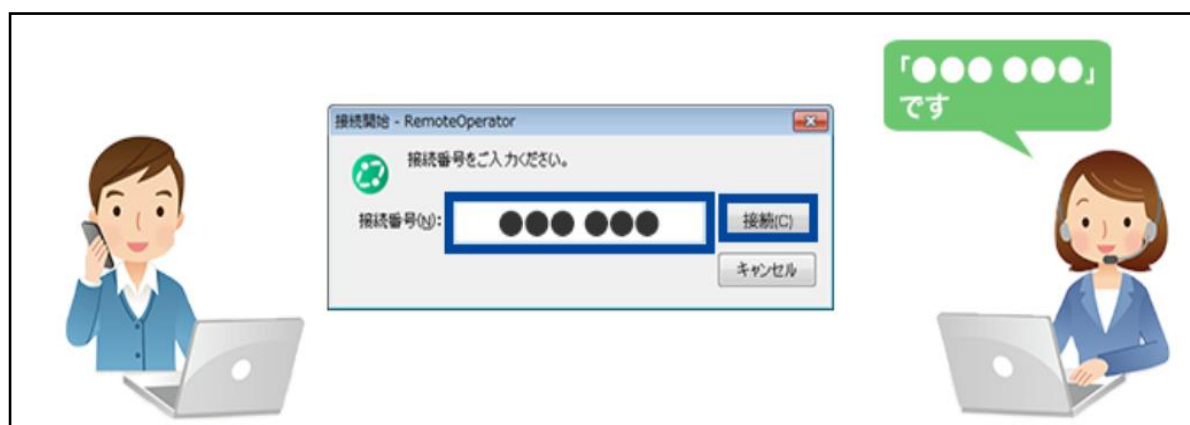 「●●● ●●●」
です
接続開始 - RemoteOperator
接続番号をご入力ください。
接続番号(N):
●●● ●●●
接続(C)
キャンセル